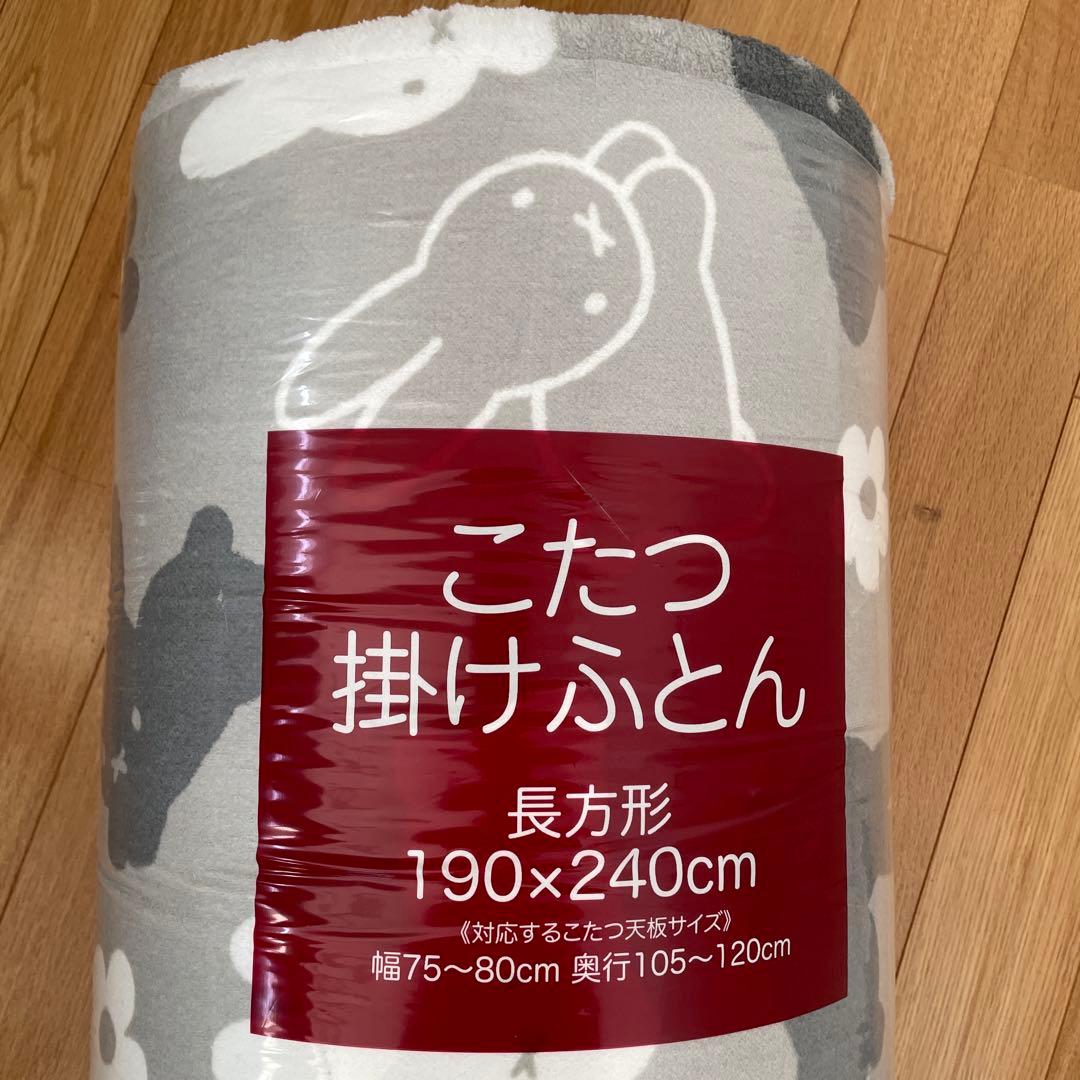 こたつ
掛けふとん
長方形
190×240cm
《対応するこたつ天板サイズ》
幅75～80cm 奥行105～120cm